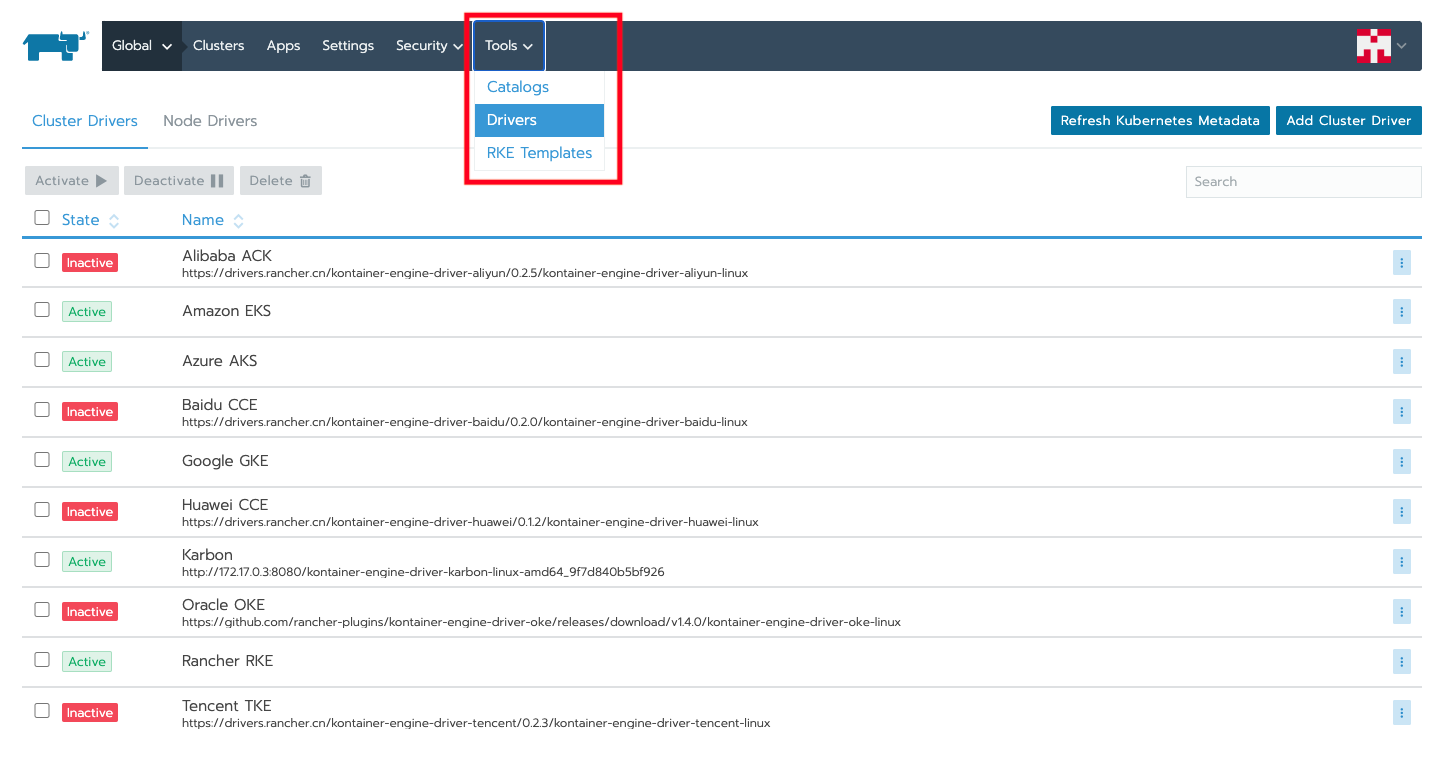 Global Clusters Apps Settings Security Tools
Catalogs
Cluster Drivers Node Drivers Drivers Refresh Kubernetes Metadata Add Cluster Driver
RKE Templates
Activate Deactivate Delete Search
State Name
Inactive Alibaba ACK
https://drivers.rancher.cn/kontainer-engine-driver-aliyun/0.2.5/kontainer-engine-driver-aliyun-linux
Active Amazon EKS
Active Azure AKS
Inactive Baidu CCE
https://drivers.rancher.cn/kontainer-engine-driver-baidu/0.2.0/kontainer-engine-driver-baidu-linux
Active Google GKE
Inactive Huawei CCE
https://drivers.rancher.cn/kontainer-engine-driver-huawei/0.1.2/kontainer-engine-driver-huawei-linux
Active Karbon
http://172.17.0.3:8080/kontainer-engine-driver-karbon-linux-amd64_9f7d840b5bf926
Inactive Oracle OKE
https://github.com/rancher-plugins/kontainer-engine-driver-oke/releases/download/v1.4.0/kontainer-engine-driver-oke-linux
Active Rancher RKE
Inactive Tencent TKE
https://drivers.rancher.cn/kontainer-engine-driver-tencent/0.2.3/kontainer-engine-driver-tencent-linux